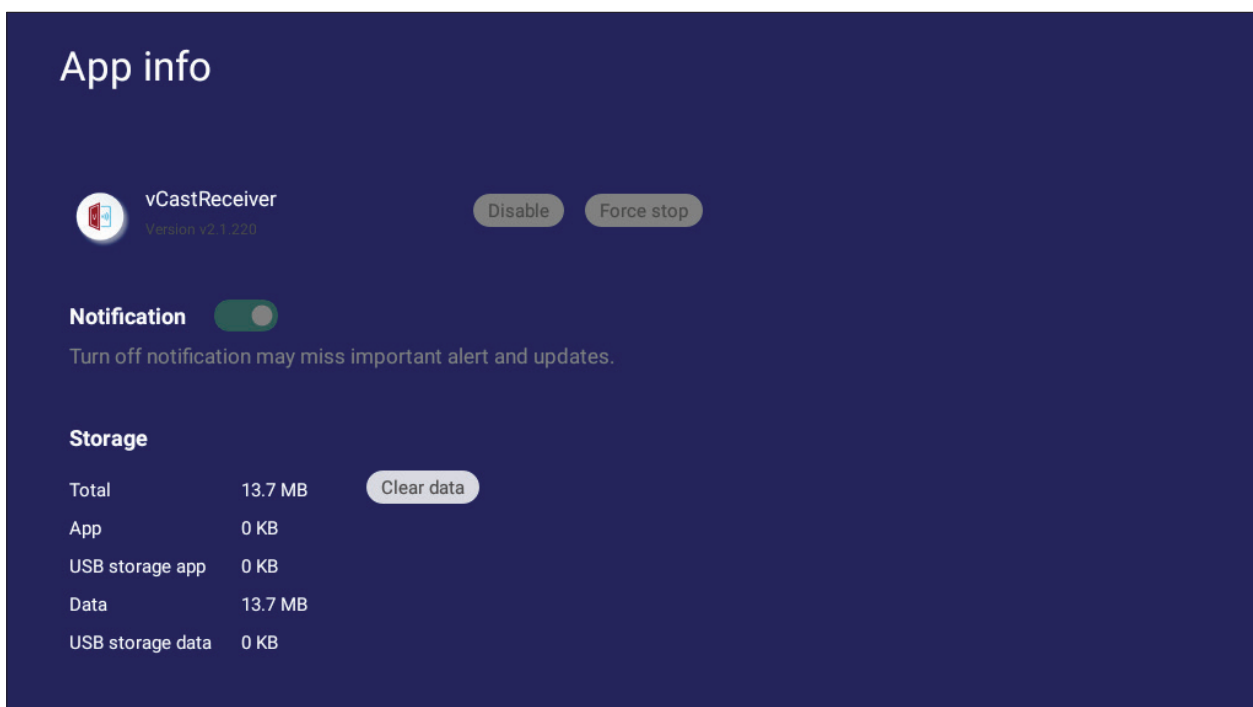 App info
vCastReceiver
Version v2.1.220
Disable
Force stop
Notification
Turn off notification may miss important alert and updates.
Storage
Total 13.7 MB Clear data
App 0 KB
USB storage app 0 KB
Data 13.7 MB
USB storage data 0 KB